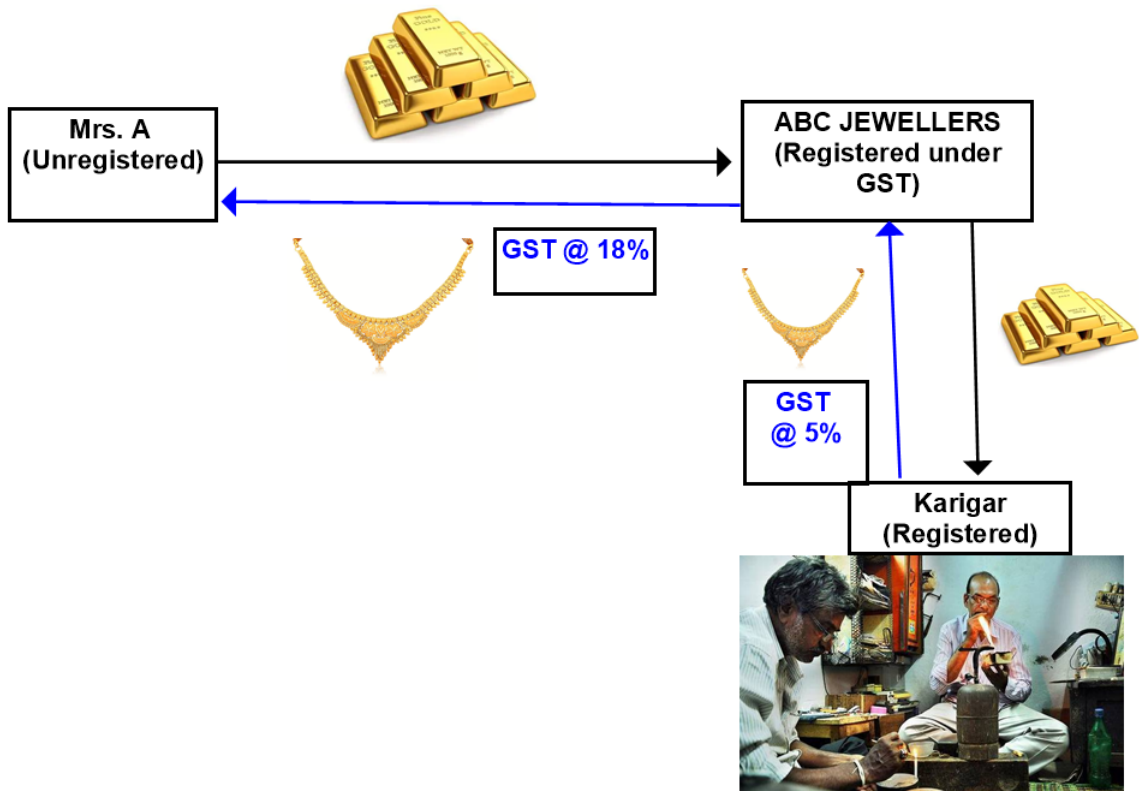 Mrs. A
(Unregistered)
ABC JEWELLERS
(Registered under
GST)
GST @ 18%
GST
@ 5%
Karigar
(Registered)